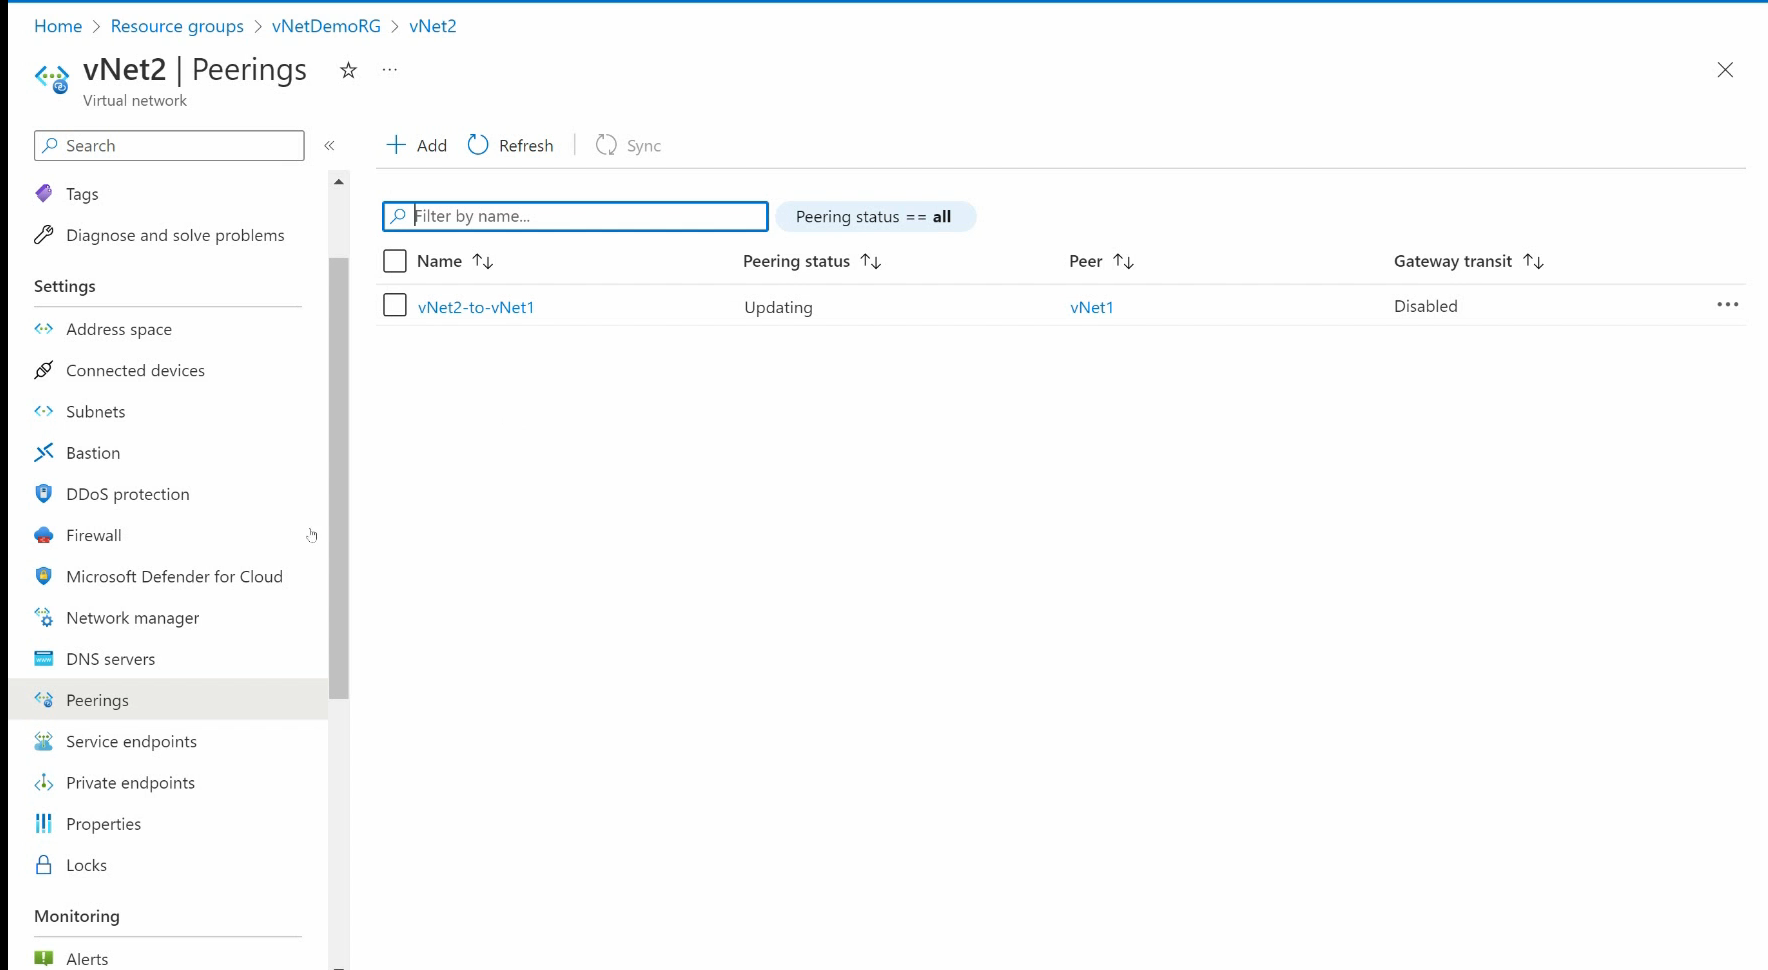 Home > Resource groups > vNetDemoRG > vNet2
vNet2 | Peerings
Virtual network
Search
Tags
Diagnose and solve problems
Settings
Address space
Connected devices
Subnets
Bastion
DDoS protection
Firewall
Microsoft Defender for Cloud
Network manager
DNS servers
Peerings
Service endpoints
Private endpoints
Properties
Locks
Monitoring
Alerts
Add Refresh Sync
Filter by name... Peering status == all
Name Peering status Peer Gateway transit
vNet2-to-vNet1 Updating vNet1 Disabled